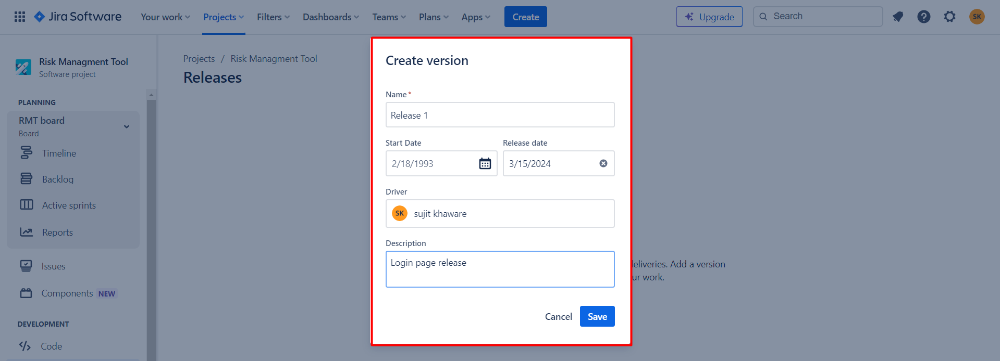 Jira Software Your work Projects Filters Dashboards Teams Plans Apps Create Upgrade Search SK
Risk Managment Tool
Software project
PLANNING
RMT board
Board
Timeline
Backlog
Active sprints
Reports
Issues
Components NEW
DEVELOPMENT
Code
Projects / Risk Managment Tool
Releases
Create version
Name *
Release 1
Start Date Release date
2/18/1993 3/15/2024
Driver
SK sujit khaware
Description
Login page release
Cancel Save
deliveries. Add a version
ur work.